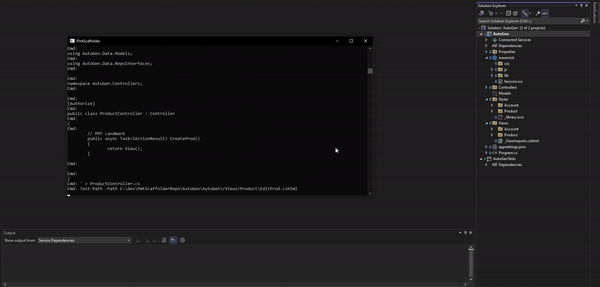 PmtScaffolder
Cmd:
using AutoGen.Data.Models;
Cmd:
using AutoGen.Data.RepoInterfaces;
Cmd:
Cmd:
namespace AutoGen.Controllers;
Cmd:
Cmd:
Cmd:
[Authorize]
Cmd:
public class ProductController : Controller
Cmd:
{
Cmd:
// PMT Landmark
public async Task<IActionResult> CreateProd()
{
return View();
}
Cmd:
Cmd:
}
Cmd: ' > ProductController.cs
Cmd: Test-Path -Path C:\dev\PmtScaffolderRepo\AutoGen\AutoGen\/Views/Product\EditProd.cshtml
Output
Show output from:
Service Dependencies
Solution Explorer
Search Solution Explorer (Ctrl+;)
Solution 'AutoGen' (2 of 2 projects)
AutoGen
Connected Services
Dependencies
Properties
wwwroot
css
js
lib
favicon.ico
Controllers
Models
Styles
Account
Product
_library.scss
Views
Account
Product
_ViewImports.cshtml
appsettings.json
Program.cs
AutoGenTests
Dependencies